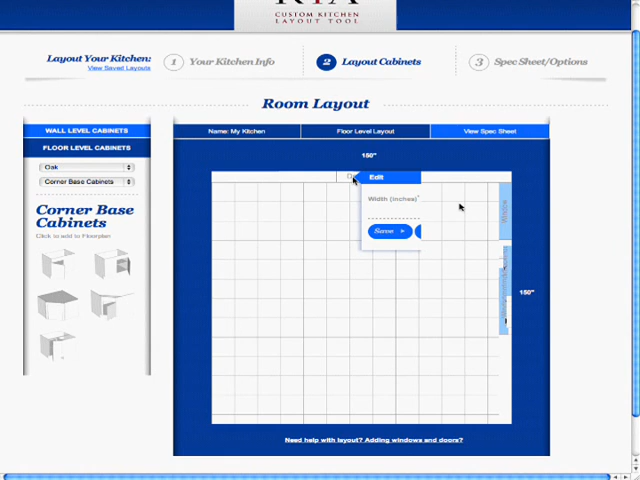 CUSTOM KITCHEN
LAYOUT TOOL
Layout Your Kitchen:
View Saved Layouts
1 Your Kitchen Info
2 Layout Cabinets
3 Spec Sheet/Options
Room Layout
WALL LEVEL CABINETS
FLOOR LEVEL CABINETS
Oak
Corner Base Cabinets
Corner Base
Cabinets
Click to add to Floorplan
Name: My Kitchen
Floor Level Layout
View Spec Sheet
150"
Edit
Width (inches)*
Save
Window
150"
Need help with layout? Adding windows and doors?